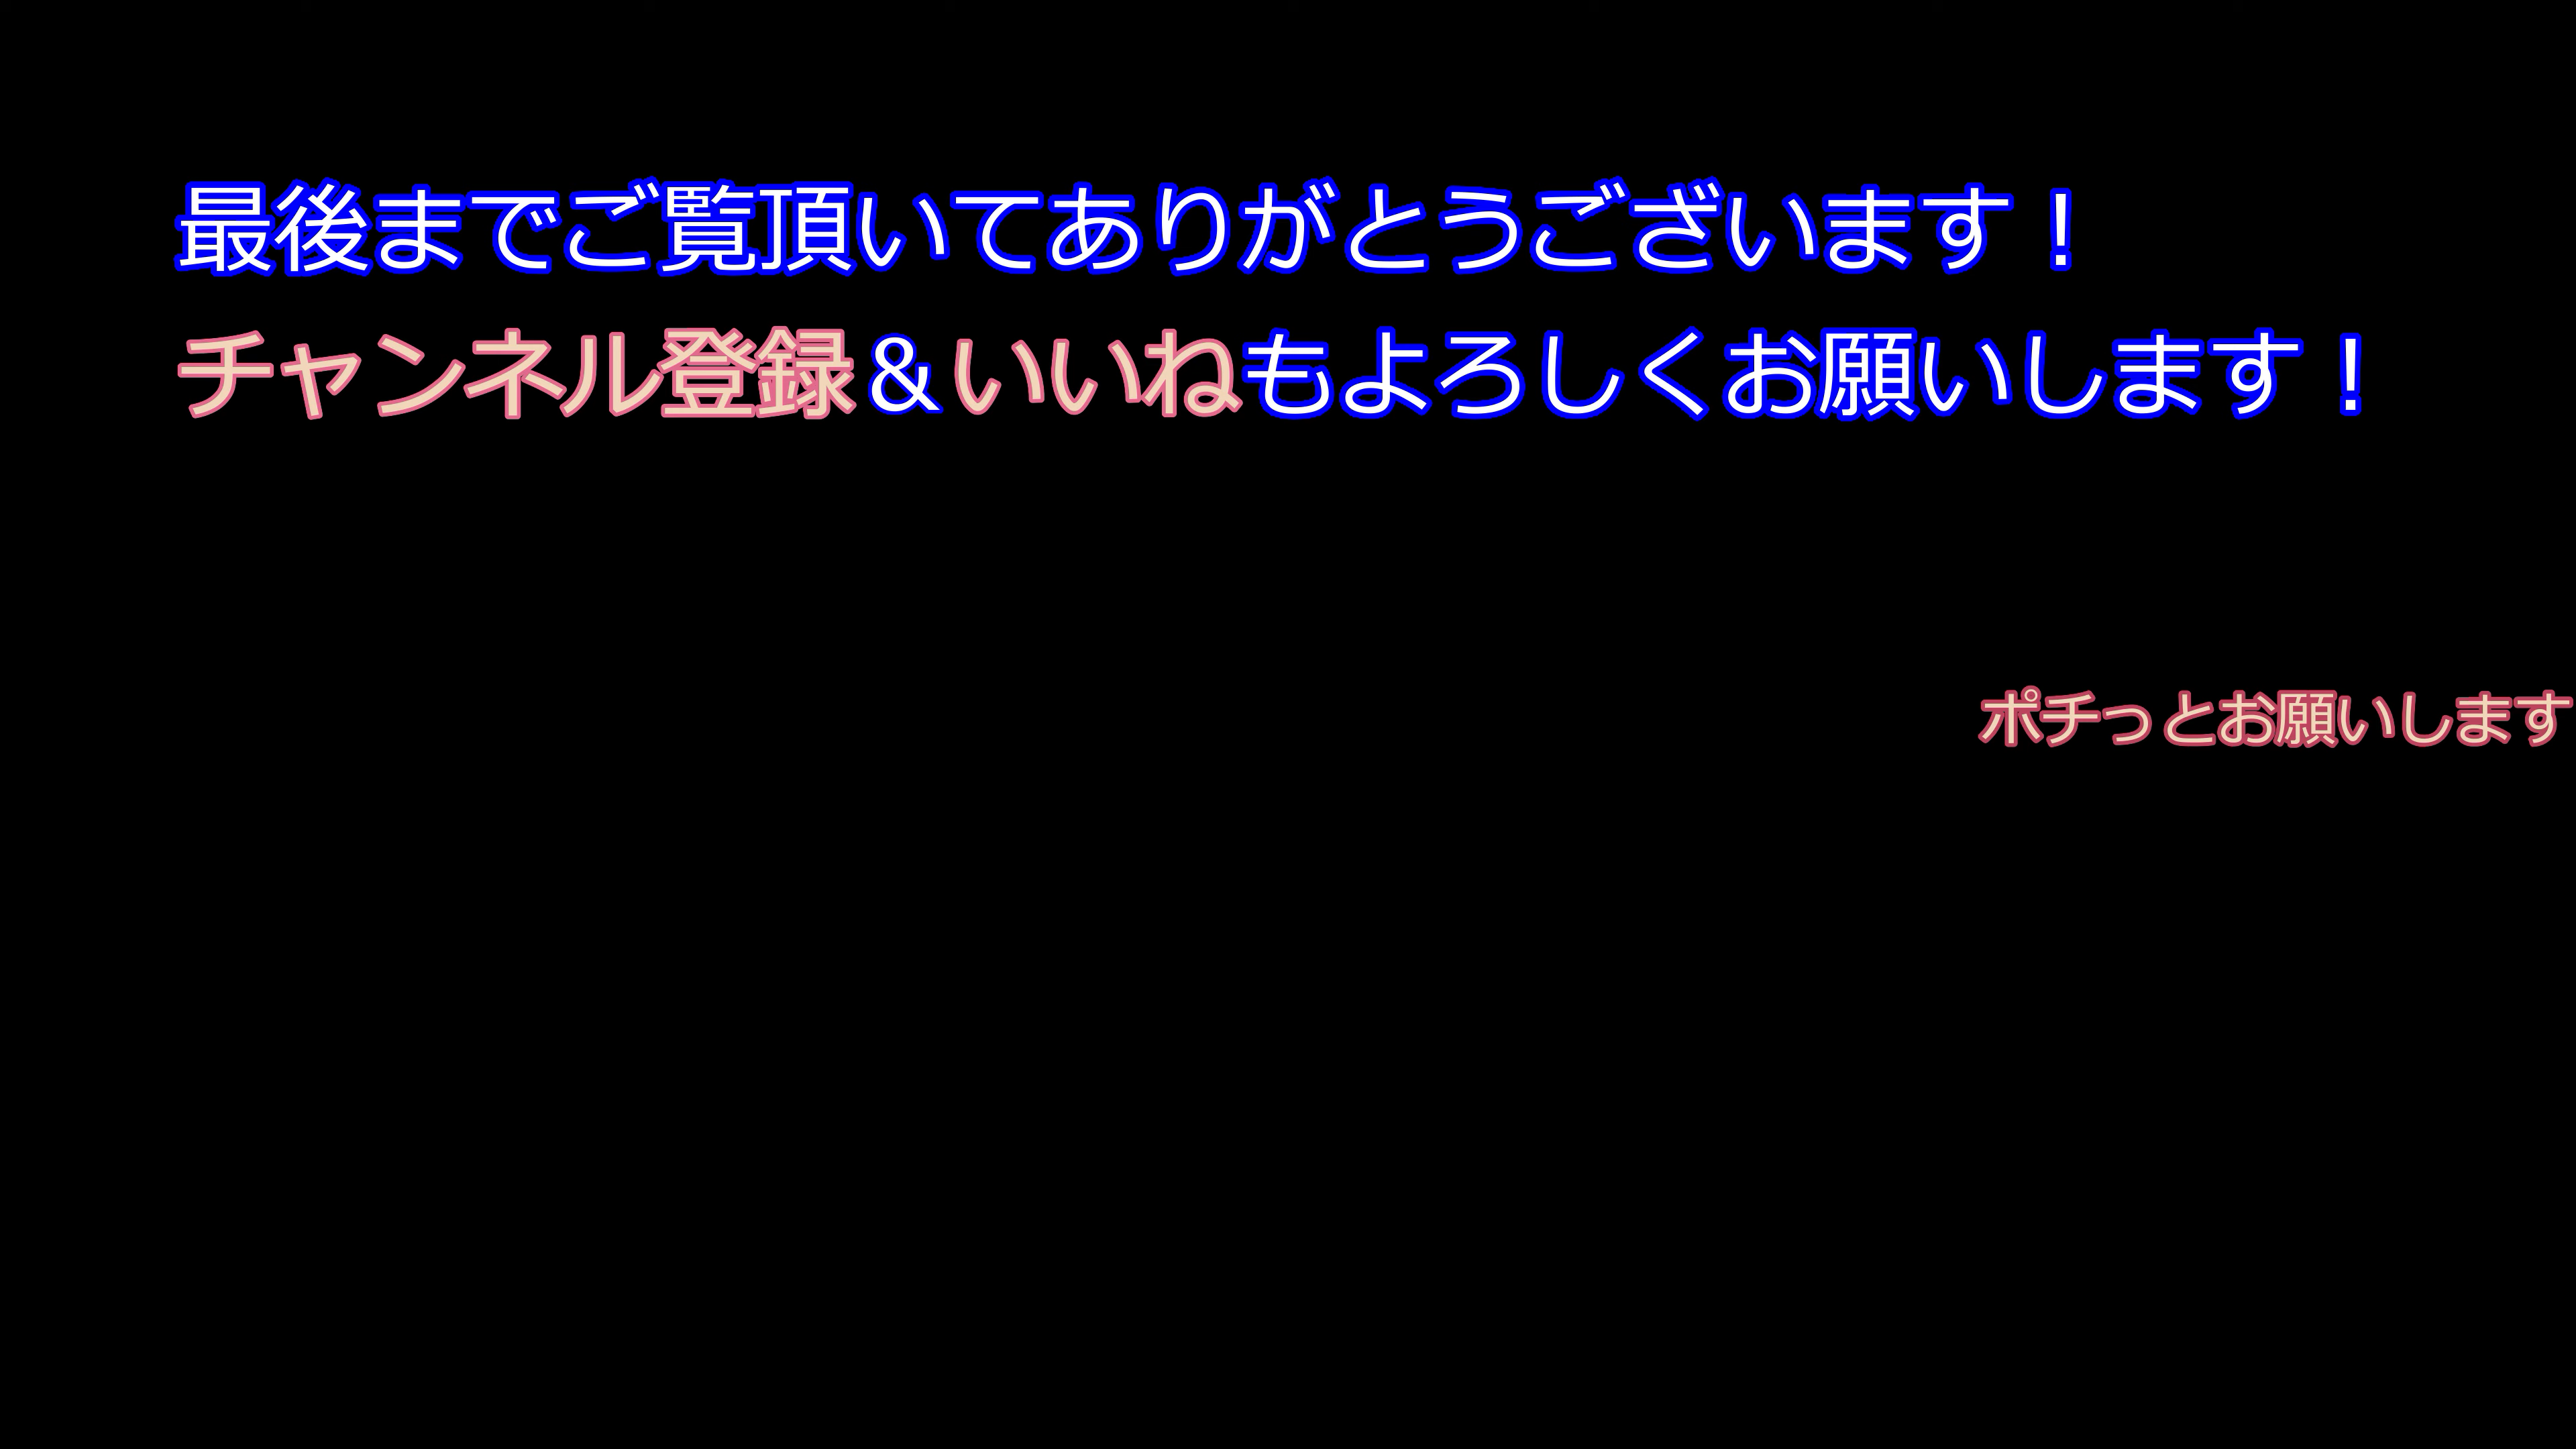 最後までご覧頂いてありがとうございます！
チャンネル登録＆いいねもよろしくお願いします！
ポチっとお願いします